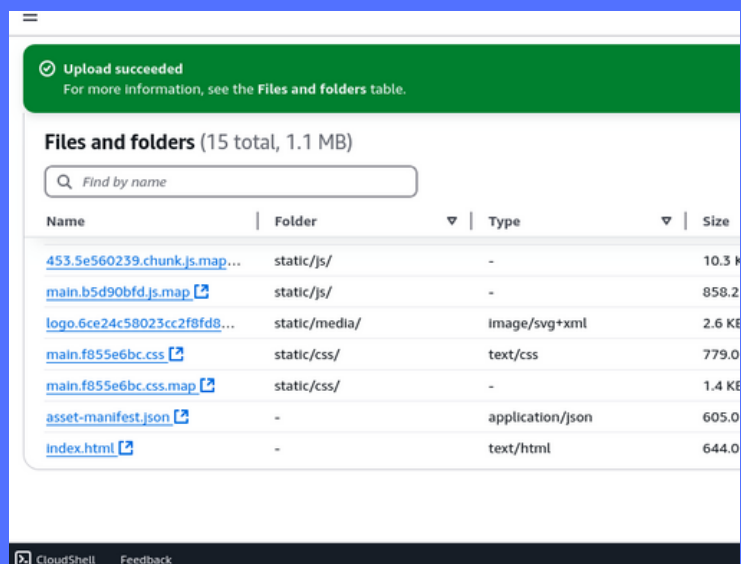 Upload succeeded
For more information, see the Files and folders table.
Files and folders (15 total, 1.1 MB)
Find by name
Name Folder Type Size
453.5e560239.chunk.js.map... static/js/ - 10.3 K
main.b5d90bfd.js.map static/js/ - 858.2
logo.6ce24c58023cc2f8fd8... static/media/ image/svg+xml 2.6 KB
main.f855e6bc.css static/css/ text/css 779.0
main.f855e6bc.css.map static/css/ - 1.4 KB
asset-manifest.json - application/json 605.0
index.html - text/html 644.0
CloudShell Feedback